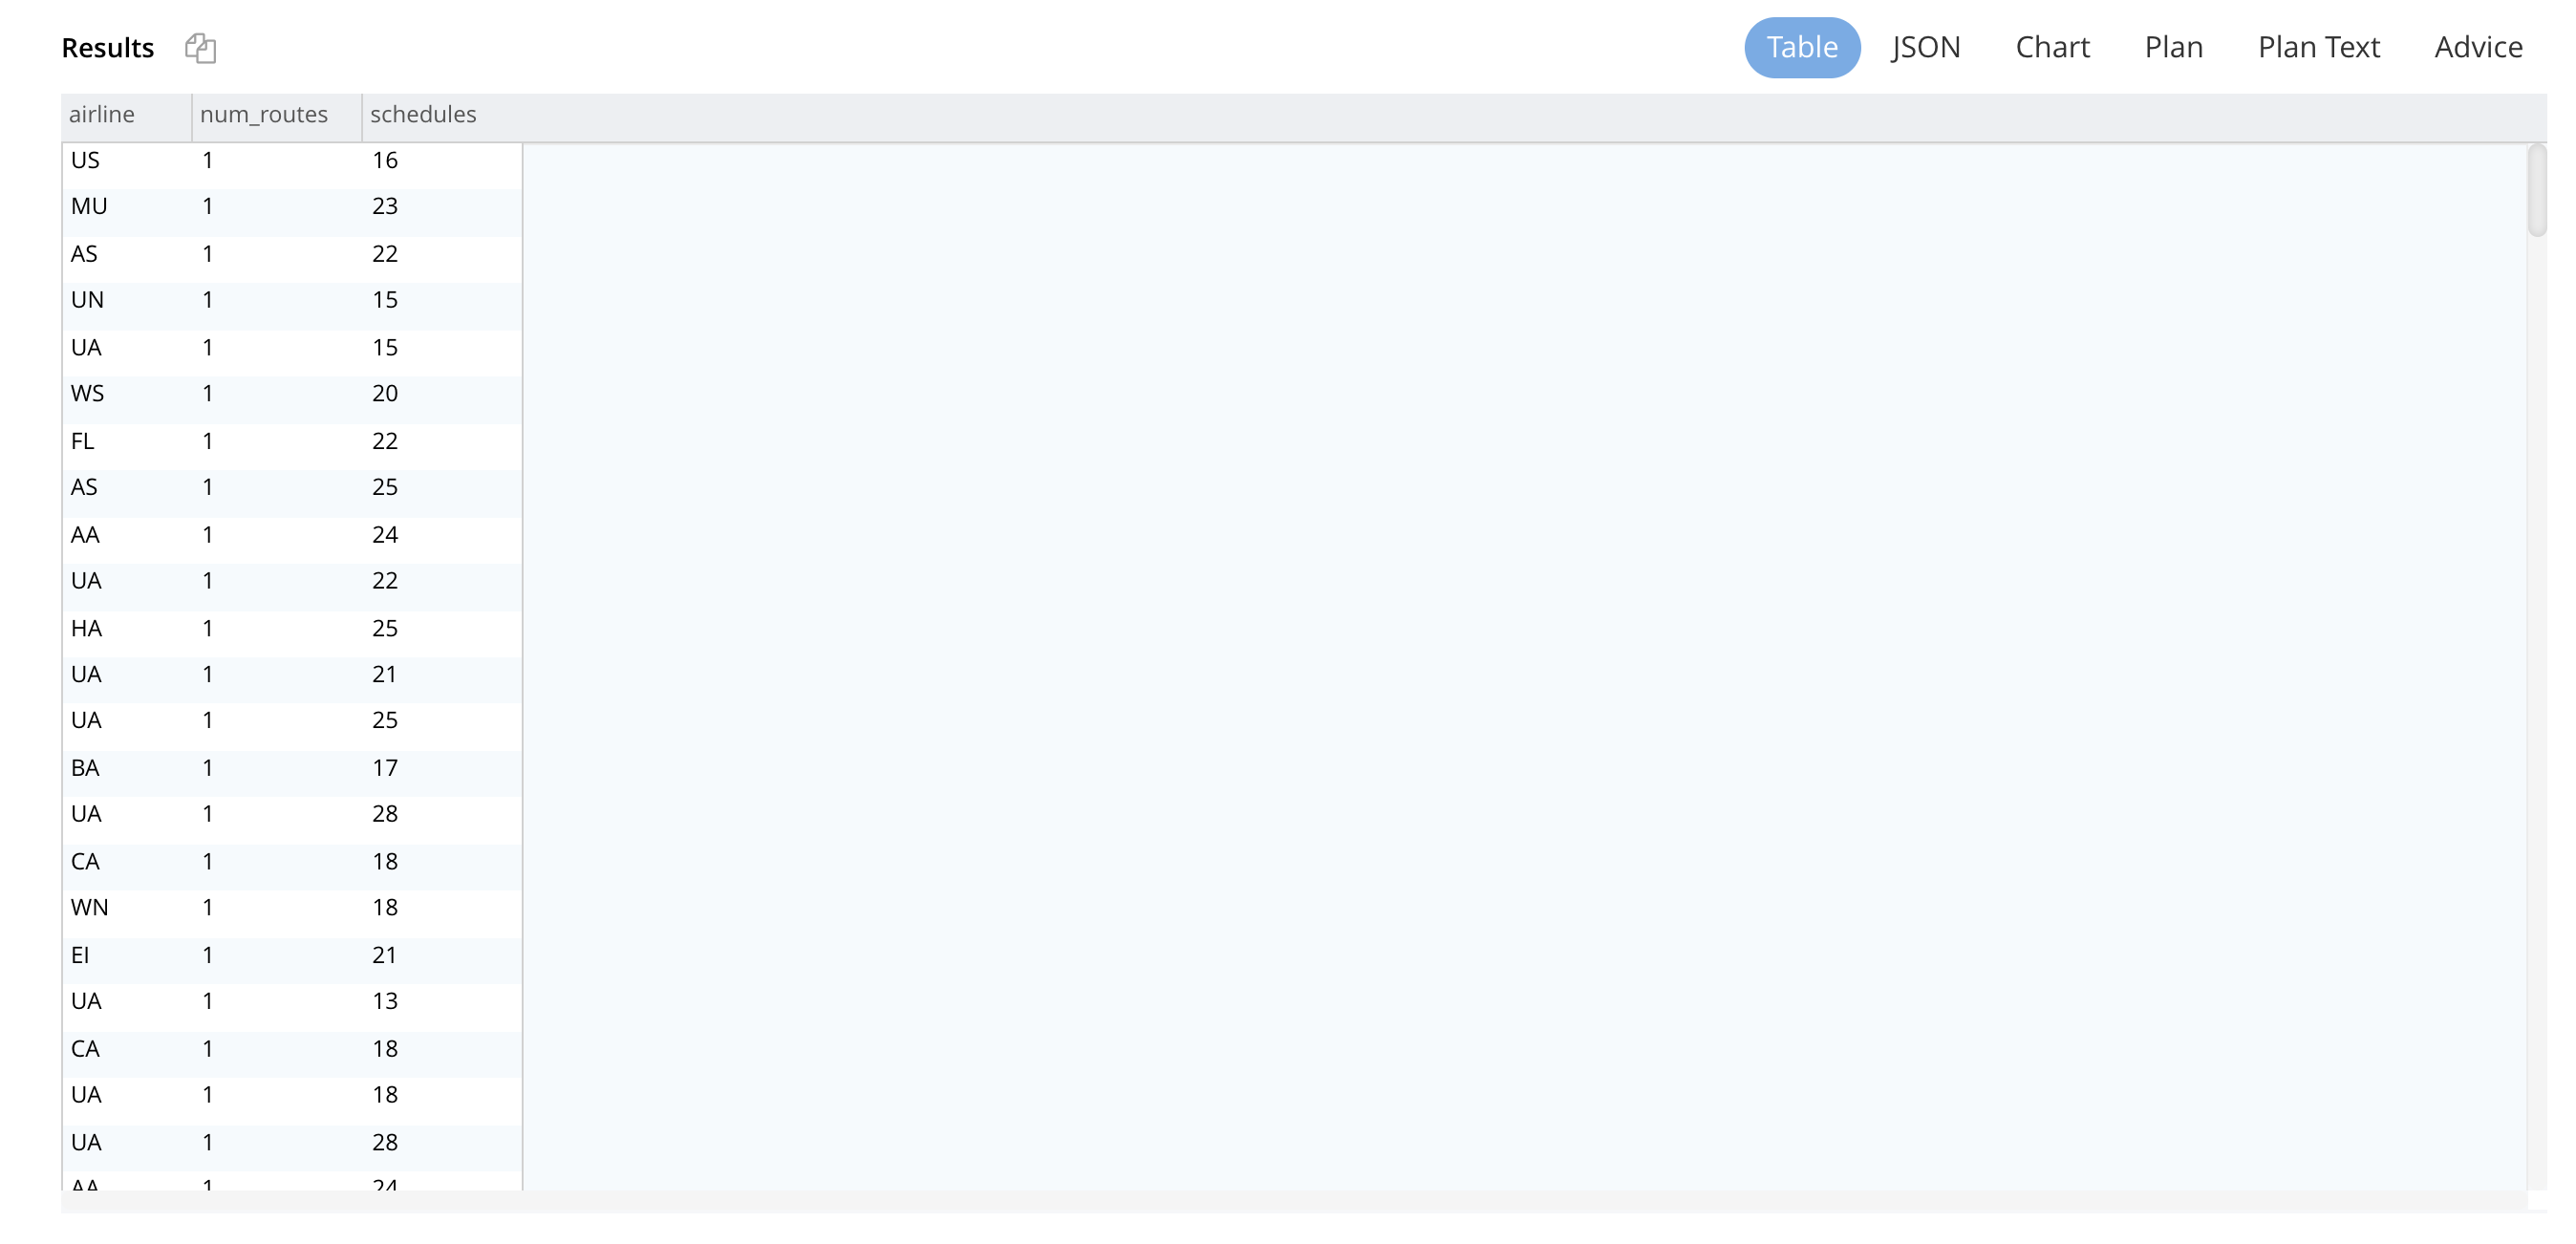 Results Table JSON Chart Plan Plan Text Advice
airline num_routes schedules
US 1 16
MU 1 23
AS 1 22
UN 1 15
UA 1 15
WS 1 20
FL 1 22
AS 1 25
AA 1 24
UA 1 22
HA 1 25
UA 1 21
UA 1 25
BA 1 17
UA 1 28
CA 1 18
WN 1 18
EI 1 21
UA 1 13
CA 1 18
UA 1 18
UA 1 28
AA 1 24